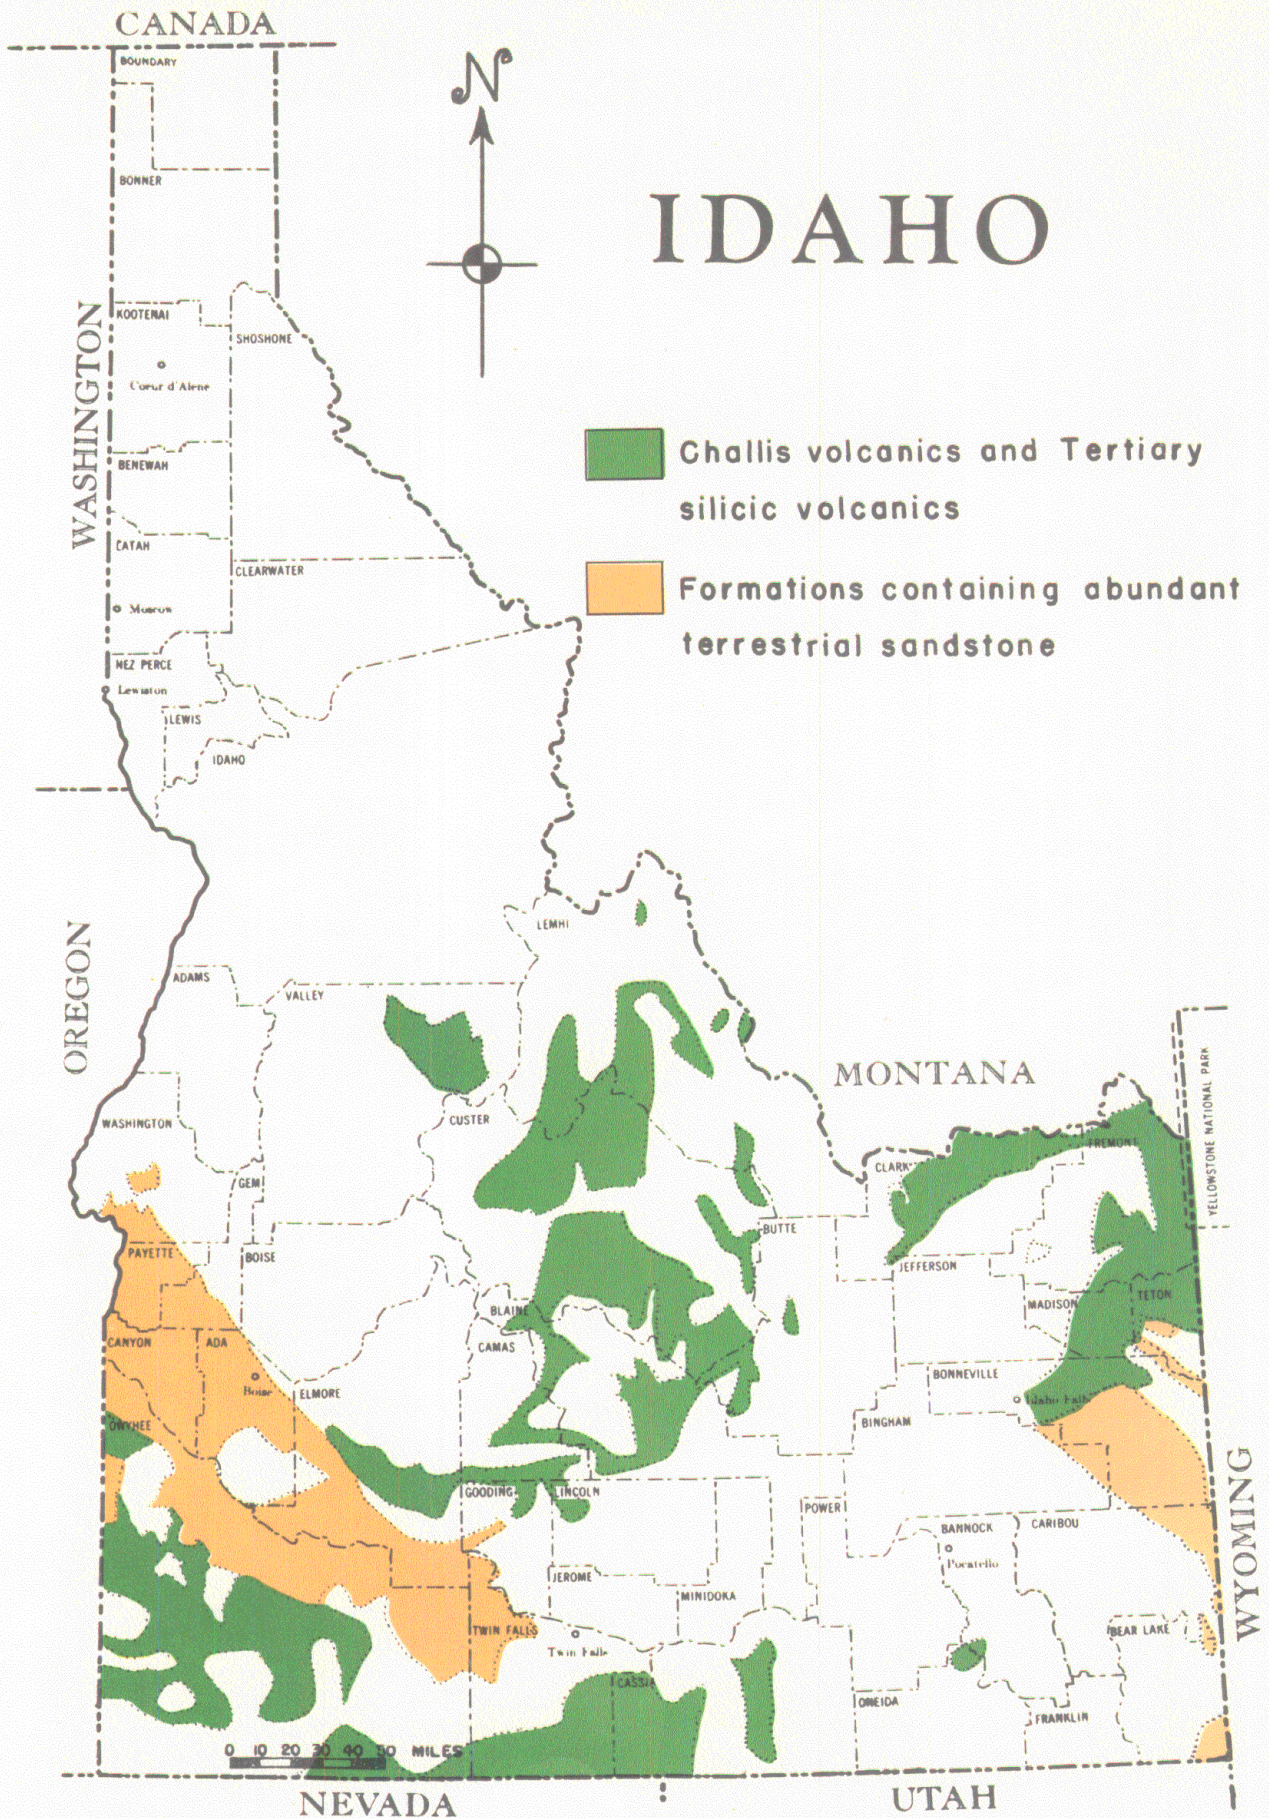 CANADA
BOUNDARY
N
BONNER
IDAHO
KOOTENAI
SHOSHONE
WASHINGTON
Coeur d'Alene
Challis volcanics and Tertiary
silicic volcanics
BENEWAH
CATAH
CLEARWATER
Formations containing abundant
terrestrial sandstone
Moscow
NEZ PERCE
Lewiston
LEWIS
IDAHO
LEMHI
OREGON
ADAMS
VALLEY
MONTANA
YELLOWSTONE NATIONAL PARK
WASHINGTON
CUSTER
FREMONT
CLARK
GEM
BUTTE
PAYETTE
BOISE
JEFFERSON
MADISON
TETON
BLAINE
CANYON
ADA
CAMAS
BONNEVILLE
Boise
ELMORE
Idaho Falls
OWYHEE
BINGHAM
GOODING
LINCOLN
POWER
BANNOCK
CARIBOU
WYOMING
Pocatello
JEROME
MINIDOKA
TWIN FALLS
BEAR LAKE
Twin Falls
CASSIA
ONEIDA
FRANKLIN
0 10 20 30 40 50 MILES
NEVADA
UTAH